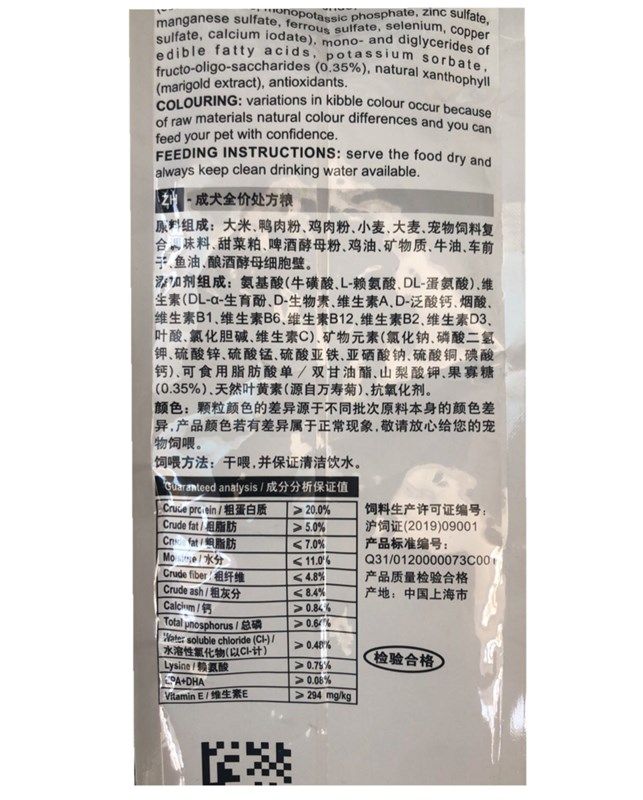 monopotassic phosphate, zinc sulfate,
manganese sulfate, ferrous sulfate, selenium, copper
sulfate, calcium iodate), mono- and diglycerides of
edible fatty acids, potassium sorbate,
fructo-oligo-saccharides (0.35%), natural xanthophyll
(marigold extract), antioxidants.
COLOURING: variations in kibble colour occur because
of raw materials natural colour differences and you can
feed your pet with confidence.
FEEDING INSTRUCTIONS: serve the food dry and
always keep clean drinking water available.
ZH - 成犬全价处方粮
原料组成：大米、鸭肉粉、鸡肉粉、小麦、大麦、宠物饲料复
合调味料、甜菜粕、啤酒酵母粉、鸡油、矿物质、牛油、车前
子、鱼油、酿酒酵母细胞壁。
添加剂组成：氨基酸(牛磺酸、L-赖氨酸、DL-蛋氨酸)、维
生素(DL-α-生育酚、D-生物素、维生素A、D-泛酸钙、烟酸、
维生素B1、维生素B6、维生素B12、维生素B2、维生素D3、
叶酸、氯化胆碱、维生素C)、矿物元素(氯化钠、磷酸二氢
钾、硫酸锌、硫酸锰、硫酸亚铁、亚硒酸钠、硫酸铜、碘酸
钙)、可食用脂肪酸单／双甘油酯、山梨酸钾、果寡糖
(0.35%)、天然叶黄素(源自万寿菊)、抗氧化剂。
颜色：颗粒颜色的差异源于不同批次原料本身的颜色差
异,产品颜色若有差异属于正常现象,敬请放心给您的宠
物饲喂。
饲喂方法：干喂,并保证清洁饮水。
Guaranteed analysis / 成分分析保证值
Crude protein / 粗蛋白质 ⩾ 20.0%
Crude fat / 粗脂肪 ⩾ 5.0%
Crude fat / 粗脂肪 ⩽ 7.0%
Moisture / 水分 ⩽ 11.0%
Crude fiber / 粗纤维 ⩽ 4.8%
Crude ash / 粗灰分 ⩽ 8.4%
Calcium / 钙 ⩾ 0.84%
Total phosphorus / 总磷 ⩾ 0.64%
Water soluble chloride (Cl-) /
水溶性氯化物(以Cl-计) ⩾ 0.48%
Lysine / 赖氨酸 ⩾ 0.79%
EPA+DHA ⩾ 0.08%
Vitamin E / 维生素E ⩾ 294 mg/kg
饲料生产许可证编号：
沪饲证(2019)09001
产品标准编号：
Q31/0120000073C001
产品质量检验合格
产地：中国上海市
检验合格